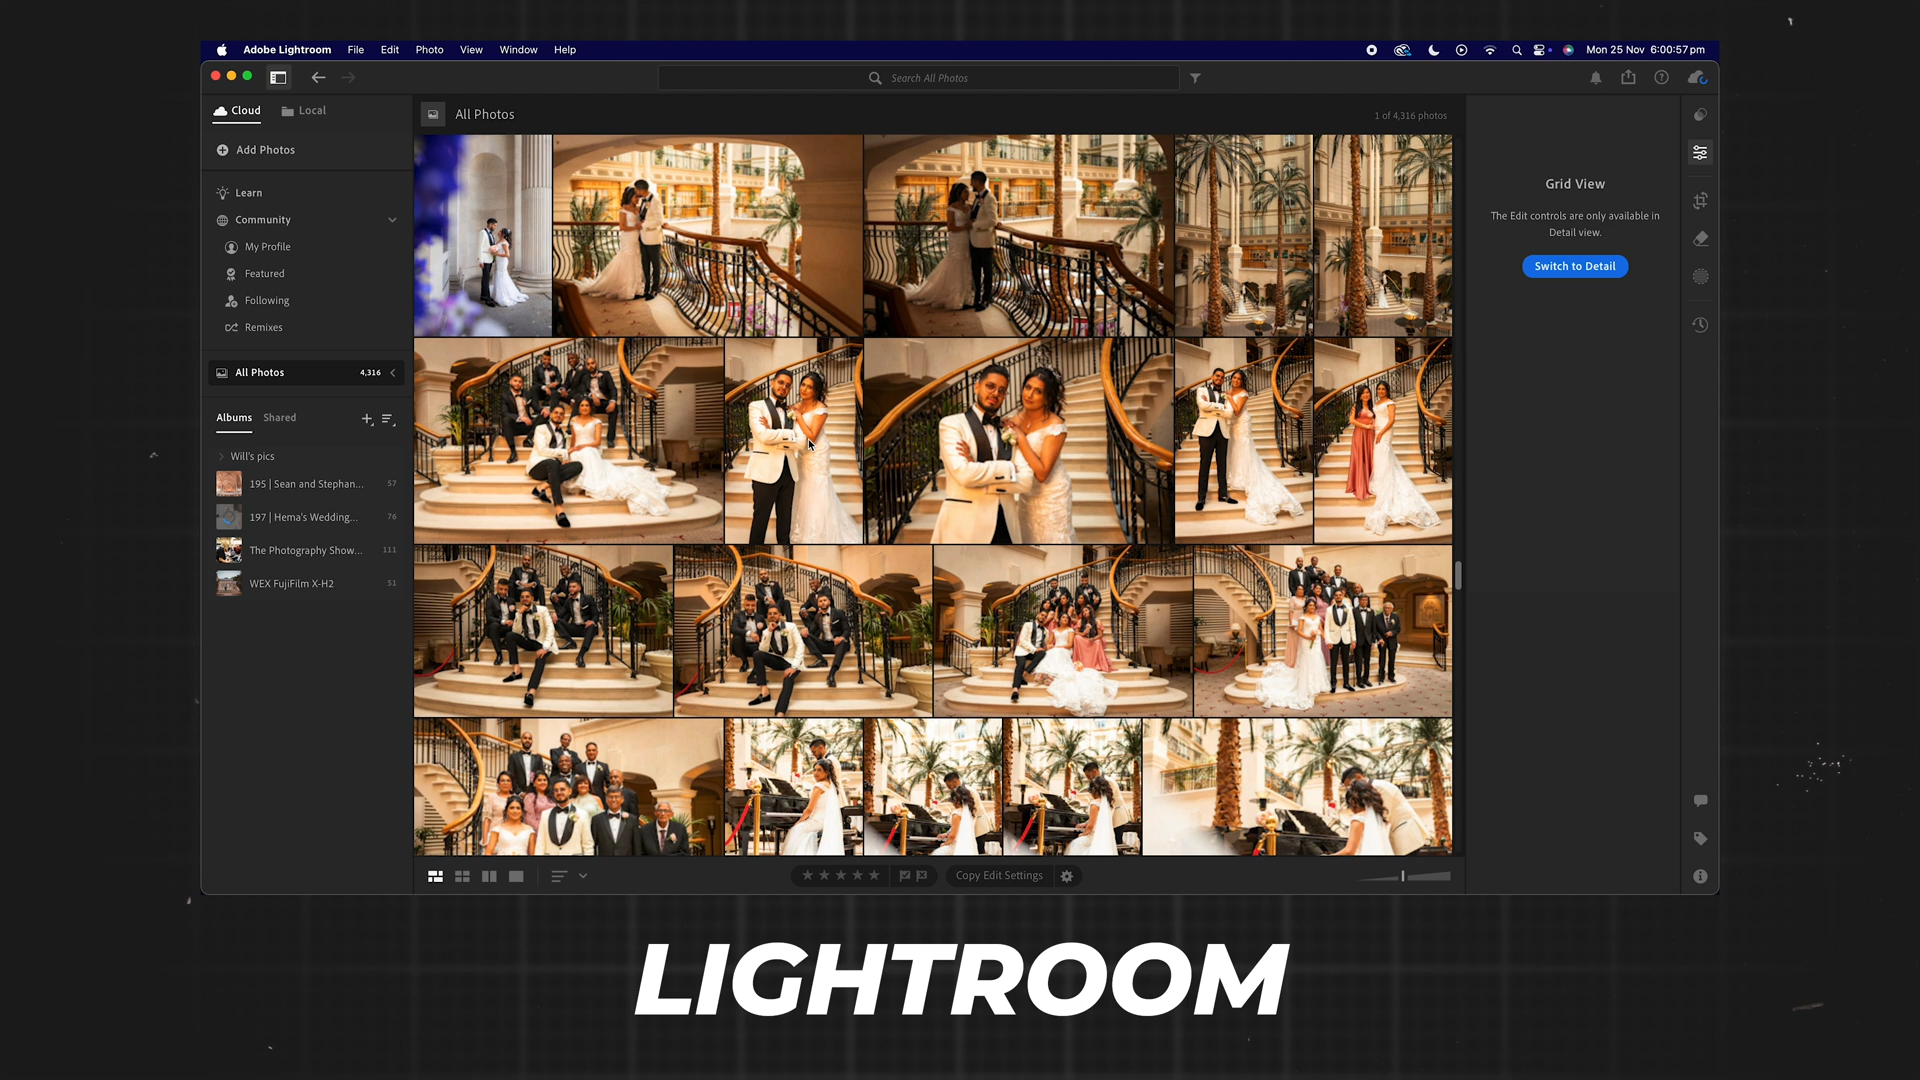 Adobe Lightroom File Edit Photo View Window Help Mon 25 Nov 6:00:57 pm
Search All Photos
Cloud Local
All Photos 1 of 4,316 photos
Add Photos
Learn
Community
My Profile
Featured
Following
Remixes
All Photos 4,316
Albums Shared
Will's pics
195 | Sean and Stephan... 57
197 | Hema's Wedding... 76
The Photography Show... 111
WEX FujiFilm X-H2 51
Grid View
The Edit controls are only available in
Detail view.
Switch to Detail
Copy Edit Settings
LIGHTROOM